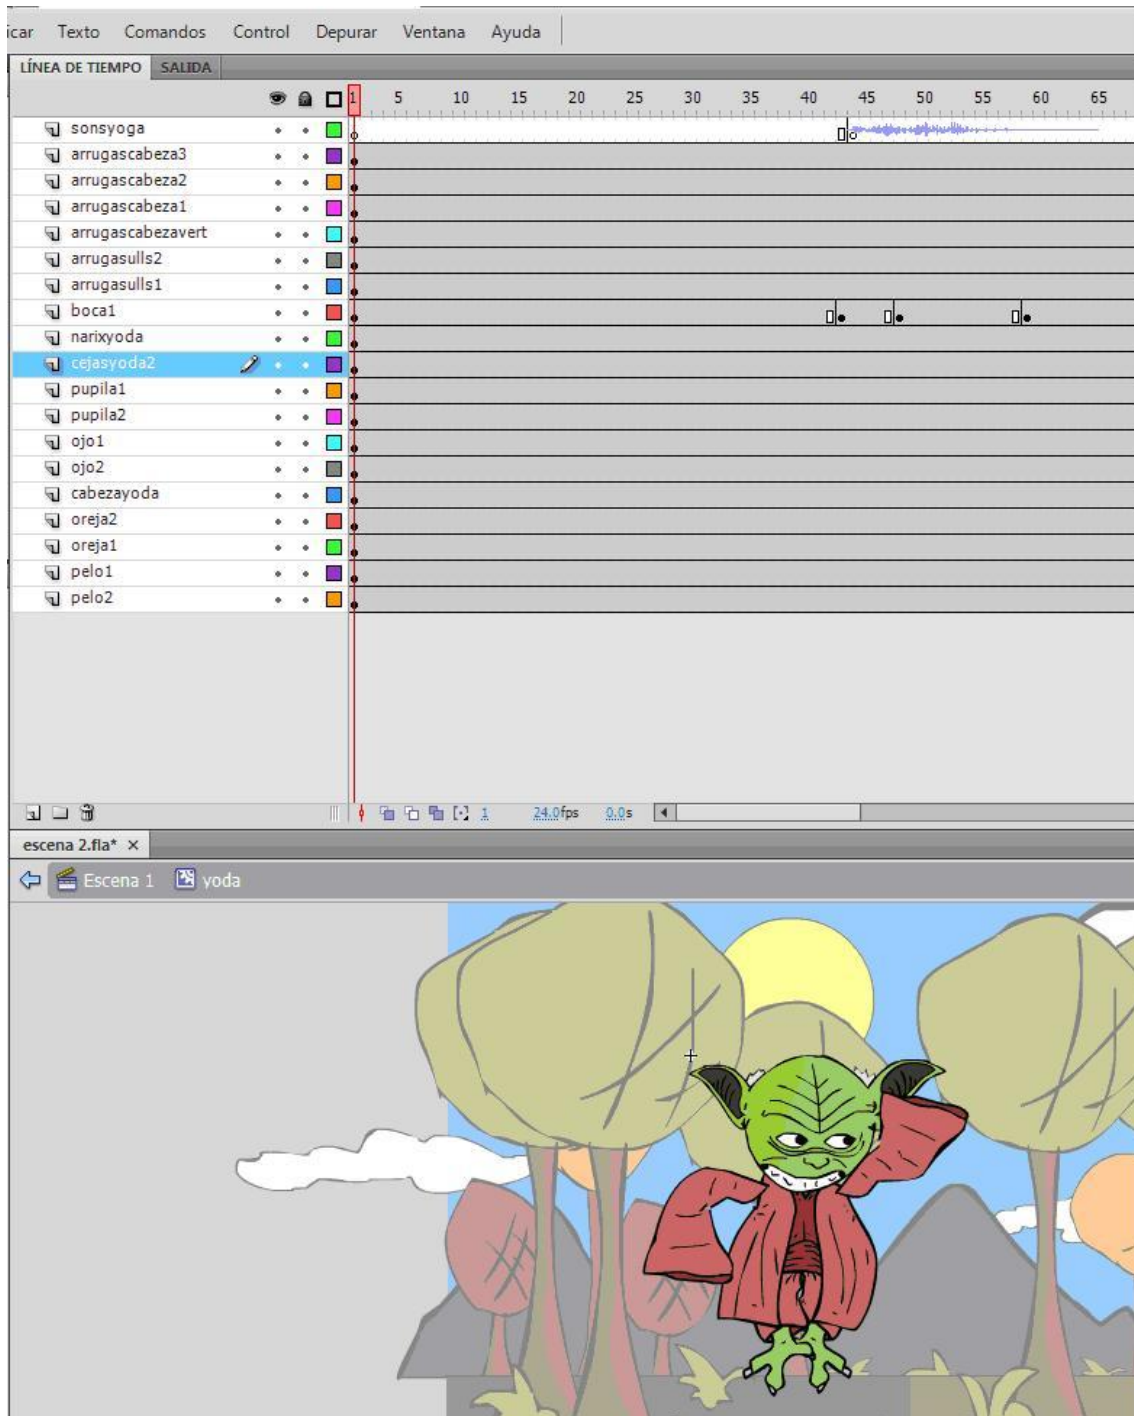 icar Texto Comandos Control Depurar Ventana Ayuda
LÍNEA DE TIEMPO SALIDA
1 5 10 15 20 25 30 35 40 45 50 55 60 65
sonsyoga
arrugascabeza3
arrugascabeza2
arrugascabeza1
arrugascabezavert
arrugasulls2
arrugasulls1
boca1
narixyoda
cejasyoda2
pupila1
pupila2
ojo1
ojo2
cabezayoda
oreja2
oreja1
pelo1
pelo2
1 24.0fps 0.0s
escena 2.fla* ×
Escena 1 yoda